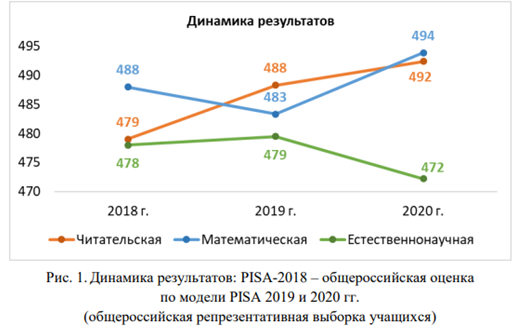 Динамика результатов
495
490
485
480
475
470
488
479
478
488
483
479
494
492
472
2018 г.
2019 г.
2020 г.
Читательская
Математическая
Естественнонаучная
Рис. 1. Динамика результатов: PISA-2018 – общероссийская оценка
по модели PISA 2019 и 2020 гг.
(общероссийская репрезентативная выборка учащихся)